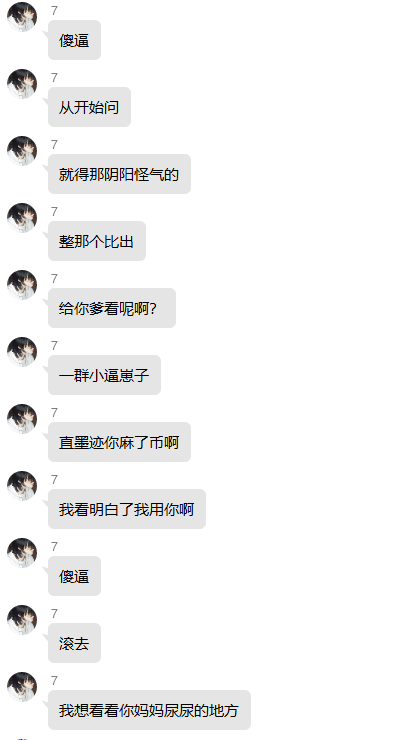 7
傻逼
7
从开始问
7
就得那阴阳怪气的
7
整那个比出
7
给你爹看呢啊?
7
一群小逼崽子
7
直墨迹你麻了币啊
7
我看明白了我用你啊
7
傻逼
7
滚去
7
我想看看你妈妈尿尿的地方